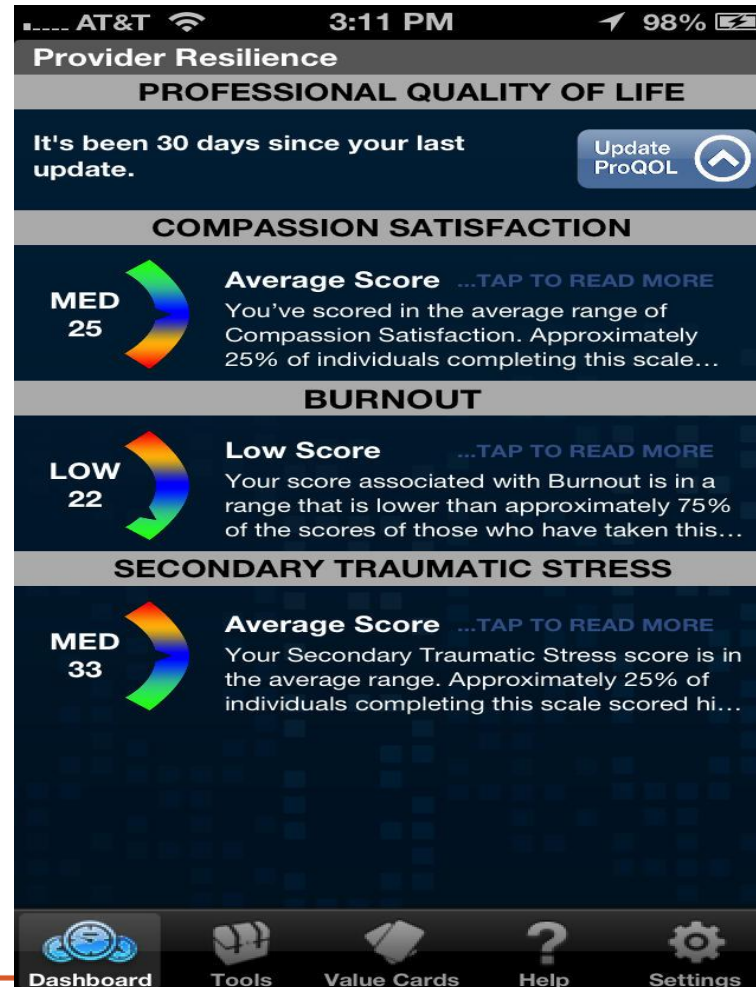 AT&T 3:11 PM 98%
Provider Resilience
PROFESSIONAL QUALITY OF LIFE
It's been 30 days since your last
update.
Update
ProQOL
COMPASSION SATISFACTION
MED
25
Average Score ...TAP TO READ MORE
You've scored in the average range of
Compassion Satisfaction. Approximately
25% of individuals completing this scale...
BURNOUT
LOW
22
Low Score ...TAP TO READ MORE
Your score associated with Burnout is in a
range that is lower than approximately 75%
of the scores of those who have taken this...
SECONDARY TRAUMATIC STRESS
MED
33
Average Score ...TAP TO READ MORE
Your Secondary Traumatic Stress score is in
the average range. Approximately 25% of
individuals completing this scale scored hi...
Dashboard Tools Value Cards Help Settings